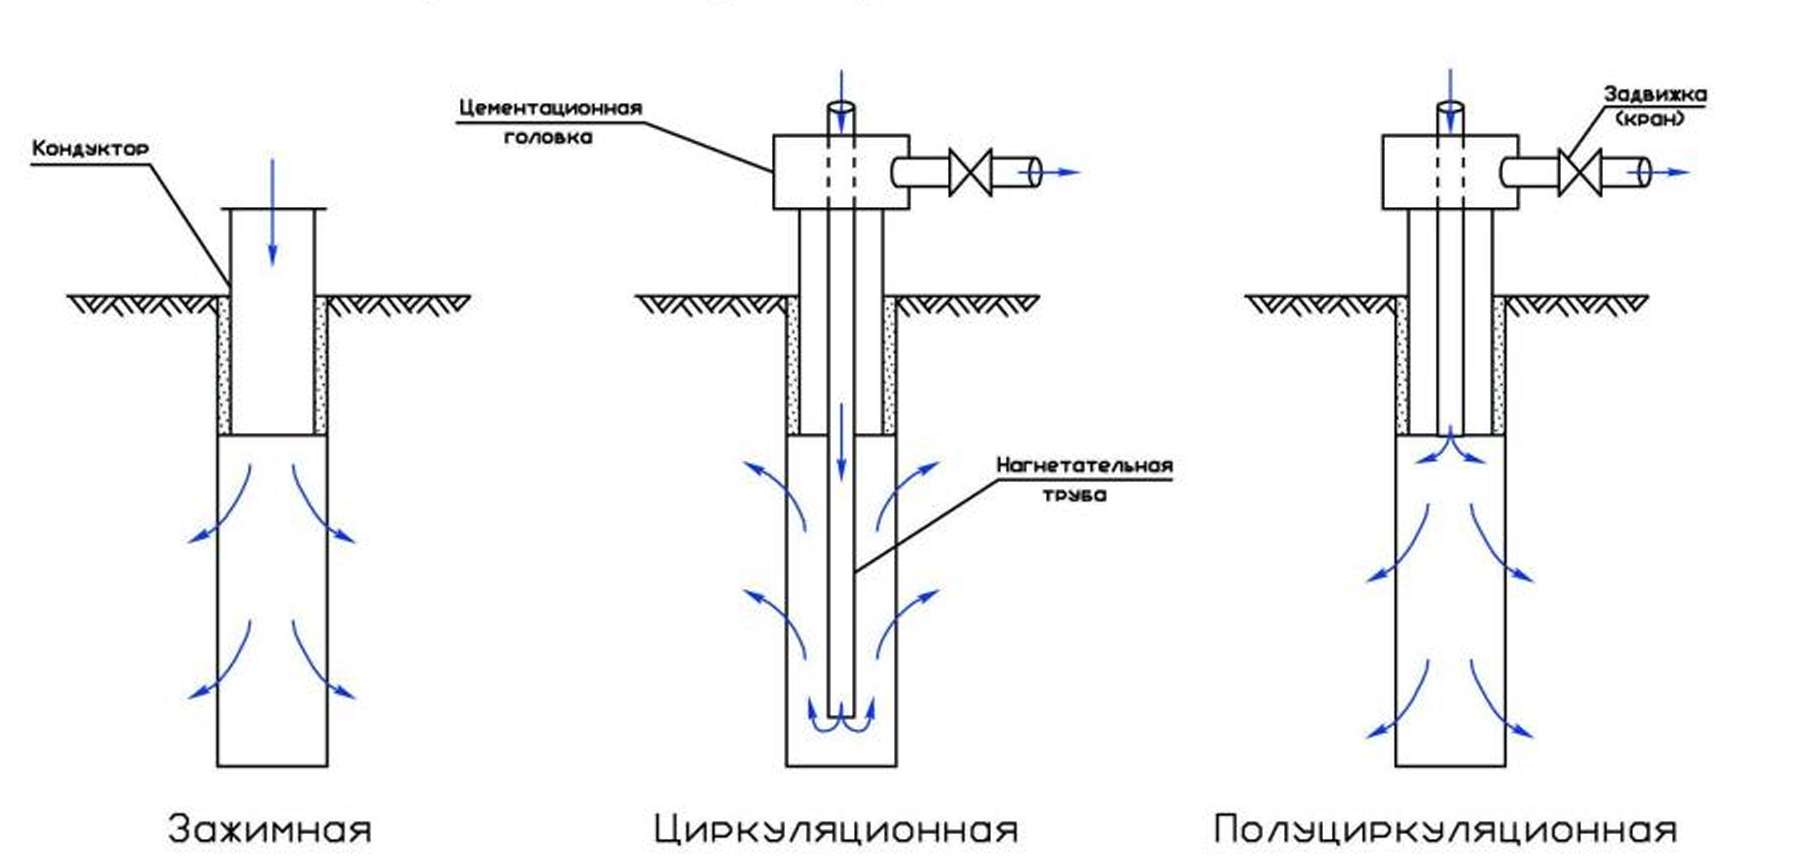 Кондуктор
Цементационная
головка
Задвижка
(кран)
Нагнетательная
труба
Зажимная
Циркуляционная
Полуциркуляционная